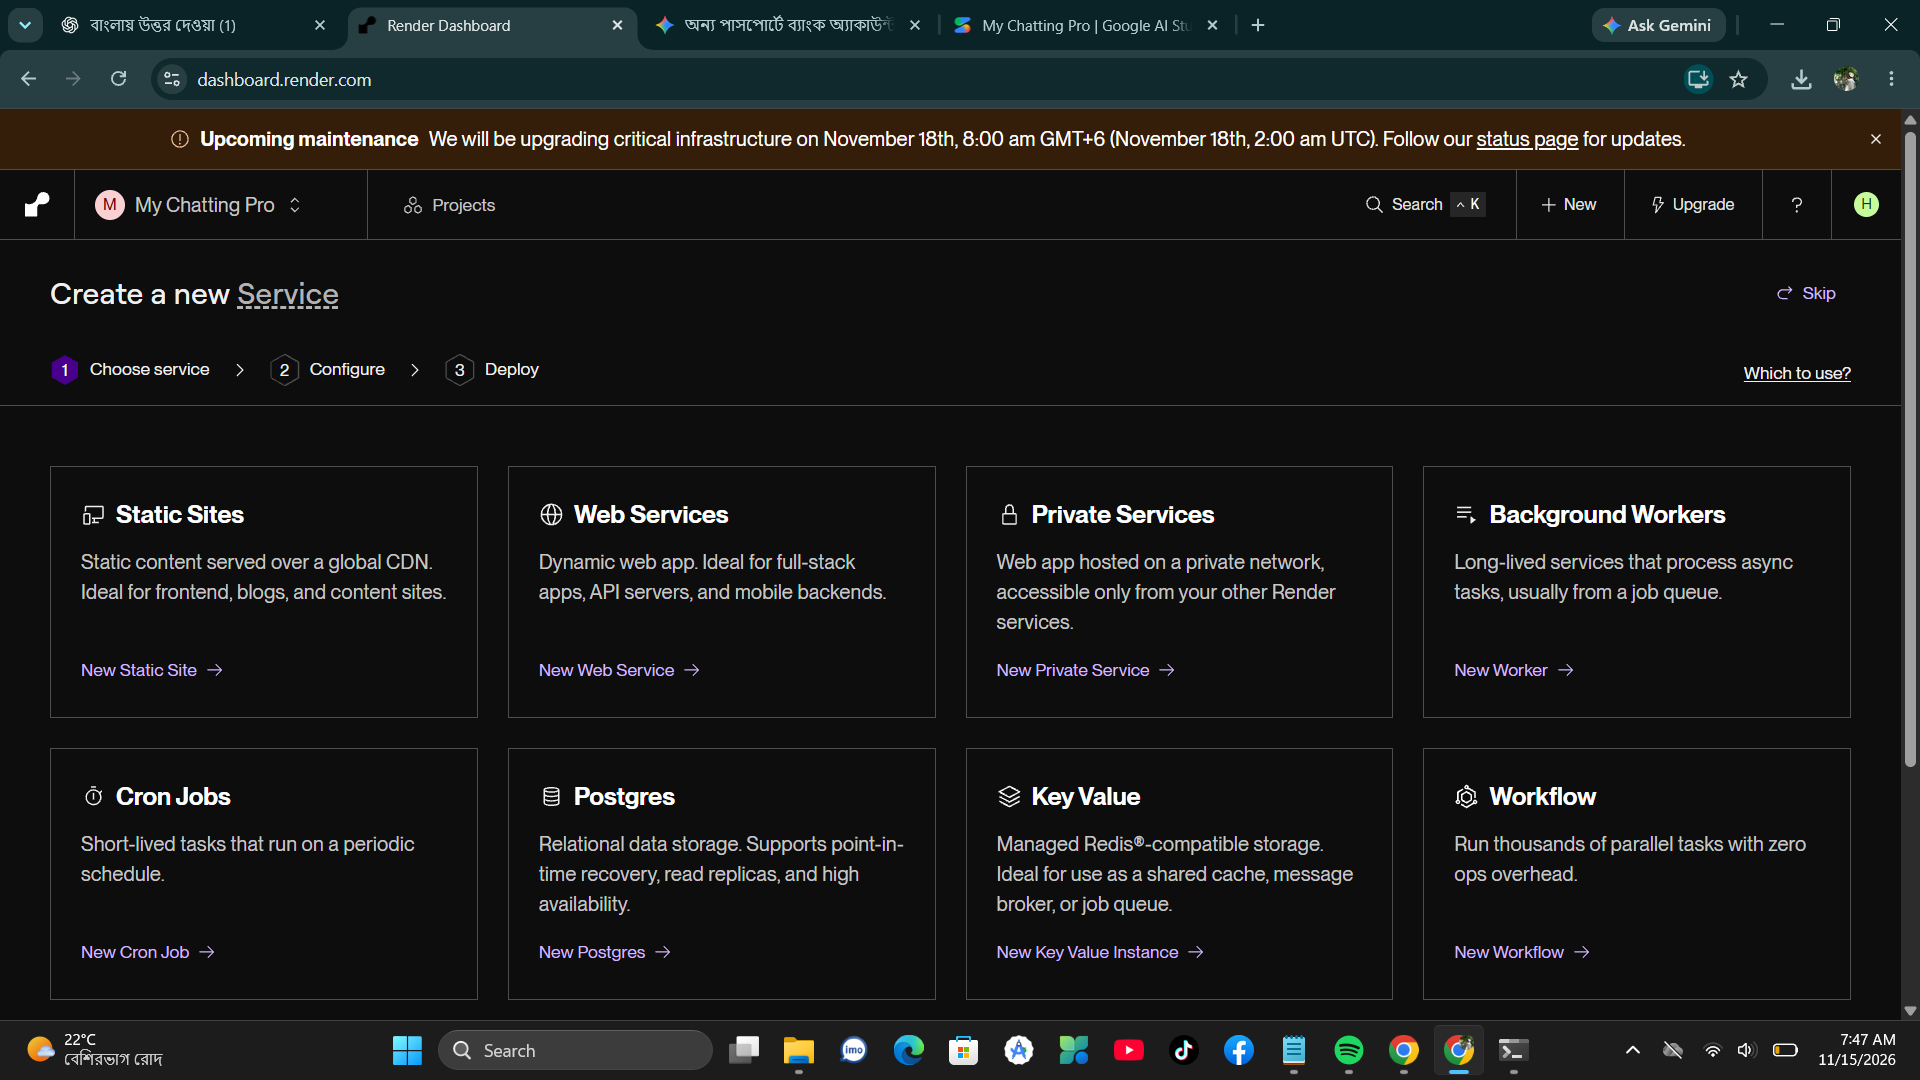 বাংলায় উত্তর দেওয়া (1)
Render Dashboard
অন্য পাসপোর্টে ব্যাংক অ্যাকাউন্ট
My Chatting Pro | Google AI Stu
Ask Gemini
dashboard.render.com
Upcoming maintenance We will be upgrading critical infrastructure on November 18th, 8:00 am GMT+6 (November 18th, 2:00 am UTC). Follow our status page for updates.
M My Chatting Pro
Projects
Search ^ K
+ New
Upgrade
?
H
Create a new Service
Skip
1 Choose service > 2 Configure > 3 Deploy
Which to use?
Static Sites
Static content served over a global CDN.
Ideal for frontend, blogs, and content sites.
New Static Site →
Web Services
Dynamic web app. Ideal for full-stack
apps, API servers, and mobile backends.
New Web Service →
Private Services
Web app hosted on a private network,
accessible only from your other Render
services.
New Private Service →
Background Workers
Long-lived services that process async
tasks, usually from a job queue.
New Worker →
Cron Jobs
Short-lived tasks that run on a periodic
schedule.
New Cron Job →
Postgres
Relational data storage. Supports point-in-
time recovery, read replicas, and high
availability.
New Postgres →
Key Value
Managed Redis®-compatible storage.
Ideal for use as a shared cache, message
broker, or job queue.
New Key Value Instance →
Workflow
Run thousands of parallel tasks with zero
ops overhead.
New Workflow →
22°C
বেশিরভাগ রোদ
Search
imo
7:47 AM
11/15/2026